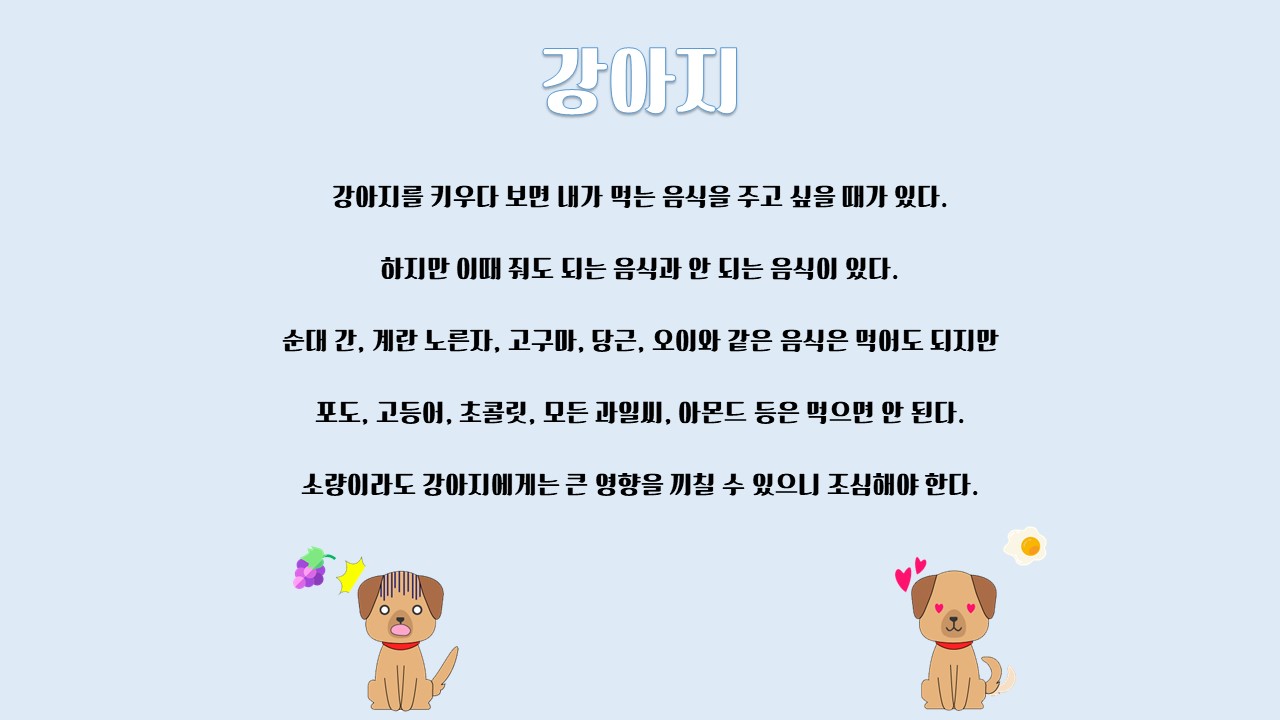 강아지
강아지를 키우다 보면 내가 먹는 음식을 주고 싶을 때가 있다.
하지만 이때 줘도 되는 음식과 안 되는 음식이 있다.
순대 간, 계란 노른자, 고구마, 당근, 오이와 같은 음식은 먹어도 되지만
포도, 고등어, 초콜릿, 모든 과일씨, 아몬드 등은 먹으면 안 된다.
소량이라도 강아지에게는 큰 영향을 끼칠 수 있으니 조심해야 한다.